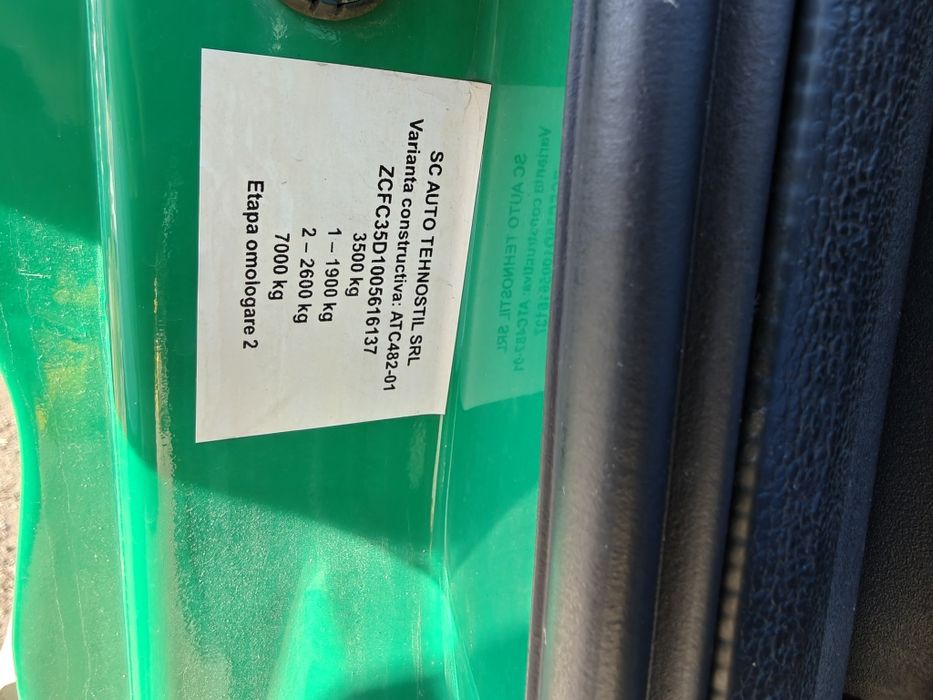 SC AUTO TEHNOSTIL SRL
Varianta constructiva: ATC482-01
ZCFC35D1005616137
3500 kg
1 – 1900 kg
2 – 2600 kg
7000 kg
Etapa omologare 2